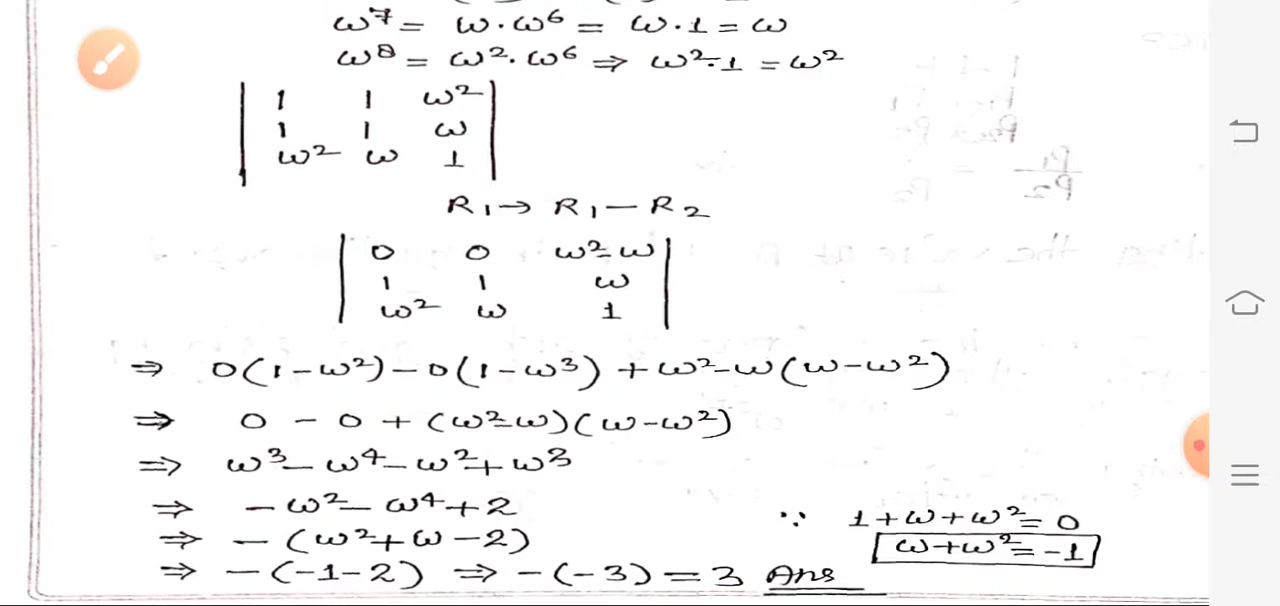 ω⁷ = ω·ω⁶ = ω·1 = ω
ω⁸ = ω²·ω⁶ ⇒ ω²·1 = ω²
| 1 1 ω² |
| 1 1 ω |
| ω² ω 1 |
R₁→ R₁ – R₂
| 0 0 ω²-ω |
| 1 1 ω |
| ω² ω 1 |
⇒ 0(1-ω²) – 0(1-ω³) + ω²-ω(ω-ω²)
⇒ 0 - 0 + (ω²-ω)(ω-ω²)
⇒ ω³-ω⁴-ω²+ω³
⇒ -ω²-ω⁴+2
⇒ -(ω²+ω-2)
∵ 1+ω+ω²=0
ω+ω²=-1
⇒ -(-1-2) ⇒ -(-3) = 3 Ans